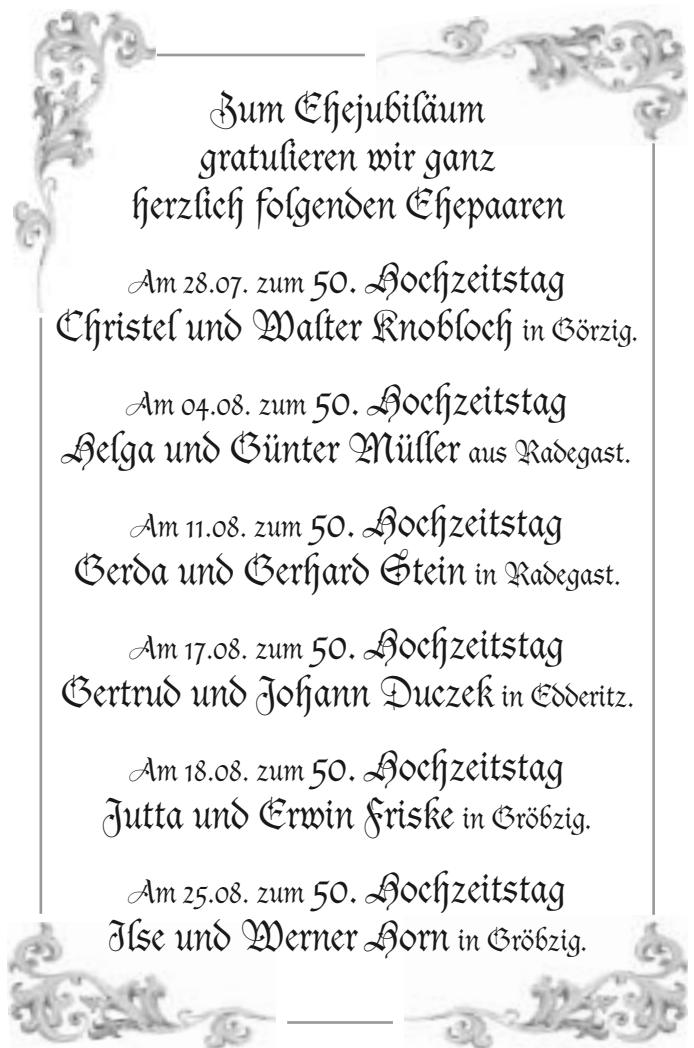 Zum Ehejubiläum
gratulieren wir ganz
herzlich folgenden Ehepaaren
Am 28.07. zum 50. Hochzeitstag
Christel und Walter Knobloch in Görzig.
Am 04.08. zum 50. Hochzeitstag
Helga und Günter Müller aus Radegast.
Am 11.08. zum 50. Hochzeitstag
Gerda und Gerhard Stein in Radegast.
Am 17.08. zum 50. Hochzeitstag
Gertrud und Johann Duczek in Edderitz.
Am 18.08. zum 50. Hochzeitstag
Jutta und Erwin Friske in Gröbzig.
Am 25.08. zum 50. Hochzeitstag
Ilse und Werner Horn in Gröbzig.